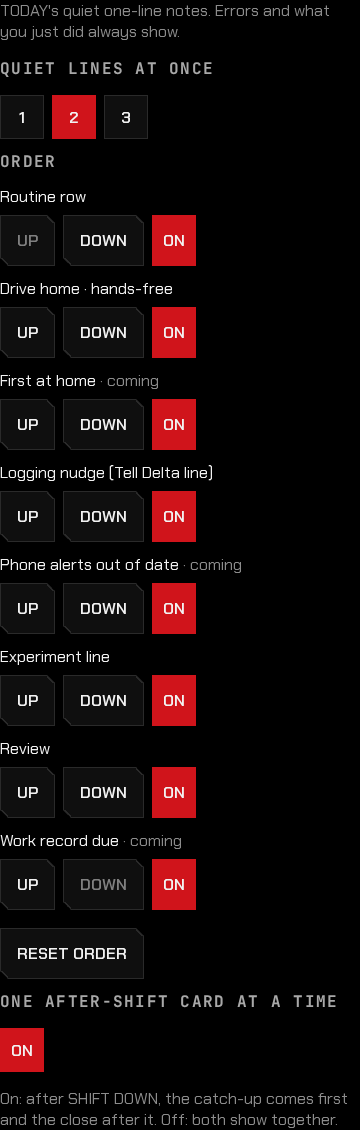 TODAY's quiet one-line notes. Errors and what
you just did always show.
QUIET LINES AT ONCE
1 2 3
ORDER
Routine row
UP DOWN ON
Drive home · hands-free
UP DOWN ON
First at home · coming
UP DOWN ON
Logging nudge (Tell Delta line)
UP DOWN ON
Phone alerts out of date · coming
UP DOWN ON
Experiment line
UP DOWN ON
Review
UP DOWN ON
Work record due · coming
UP DOWN ON
RESET ORDER
ONE AFTER-SHIFT CARD AT A TIME
ON
On: after SHIFT DOWN, the catch-up comes first
and the close after it. Off: both show together.